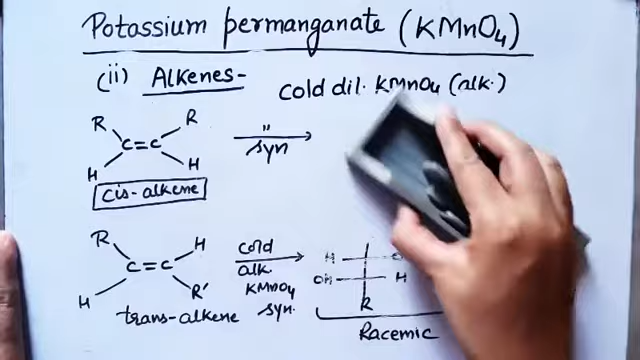 Potassium permanganate (KMnO4)
(ii) Alkenes-
cold dil. KMnO4 (alk.)
R R
C=C
H H
"
syn
cis-alkene
R H
C=C
H R'
cold
alk.
KMnO4
syn.
trans-alkene
H
OH H
R
Racemic